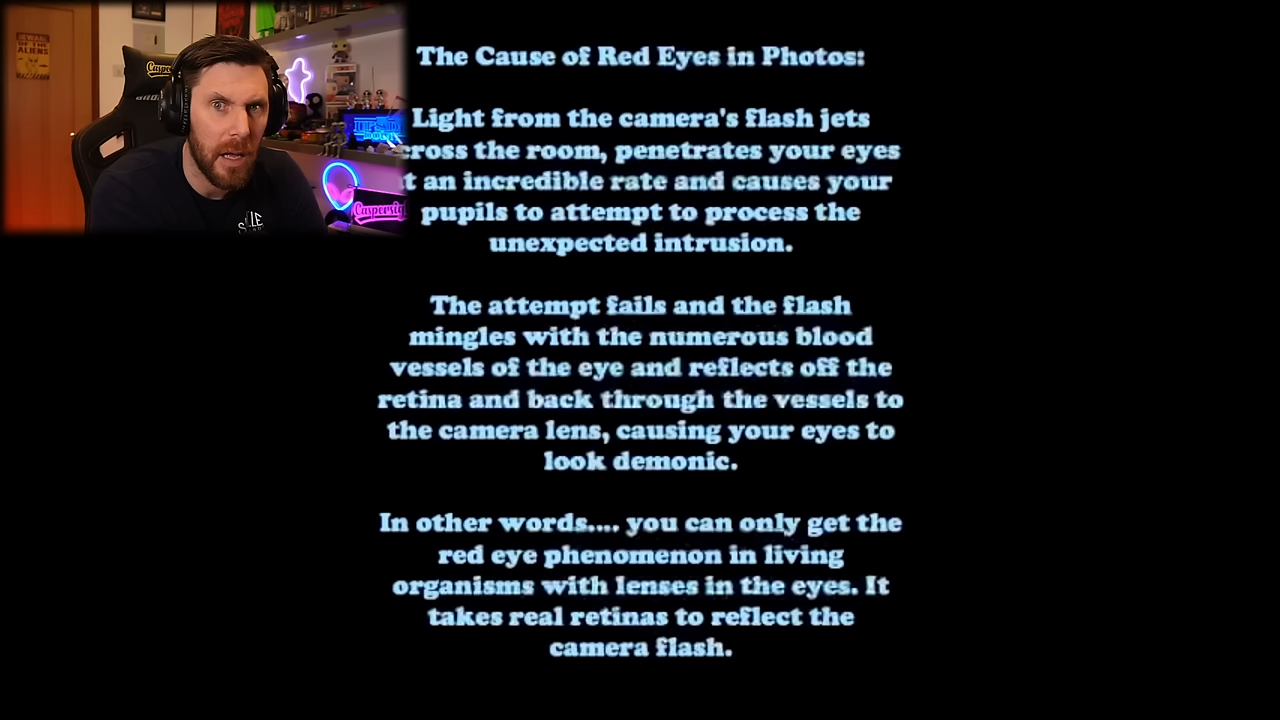 BEWARE
OF THE
ALIENS
The Cause of Red Eyes in Photos:
Light from the camera's flash jets
cross the room, penetrates your eyes
t an incredible rate and causes your
pupils to attempt to process the
unexpected intrusion.
The attempt fails and the flash
mingles with the numerous blood
vessels of the eye and reflects off the
retina and back through the vessels to
the camera lens, causing your eyes to
look demonic.
In other words.... you can only get the
red eye phenomenon in living
organisms with lenses in the eyes. It
takes real retinas to reflect the
camera flash.